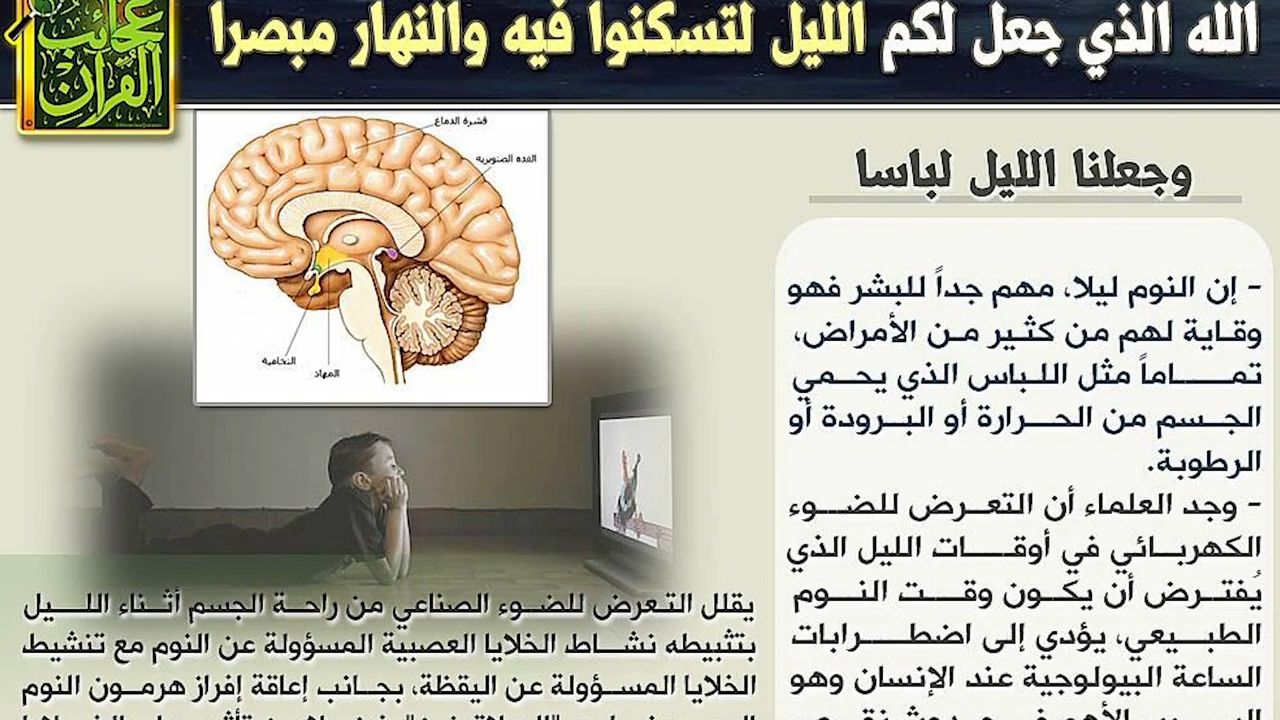 الله الذي جعل لكم الليل لتسكنوا فيه والنهار مبصرا
عجائب
القرآن
وجعلنا الليل لباسا
- إن النوم ليلا، مهم جداً للبشر فهو
وقاية لهم من كثير من الأمراض،
تماماً مثل اللباس الذي يحمي
الجسم من الحرارة أو البرودة أو
الرطوبة.
- وجد العلماء أن التعرض للضوء
الكهربائي في أوقات الليل الذي
يُفترض أن يكون وقت النوم
الطبيعي، يؤدي إلى اضطرابات
الساعة البيولوجية عند الإنسان وهو
قشرة الدماغ
الغده الصنوبريه
النخامية
المهاد
يقلل التعرض للضوء الصناعي من راحة الجسم أثناء الليل
بتثبيطه نشاط الخلايا العصبية المسؤولة عن النوم مع تنشيط
الخلايا المسؤولة عن اليقظة، بجانب إعاقة إفراز هرمون النوم